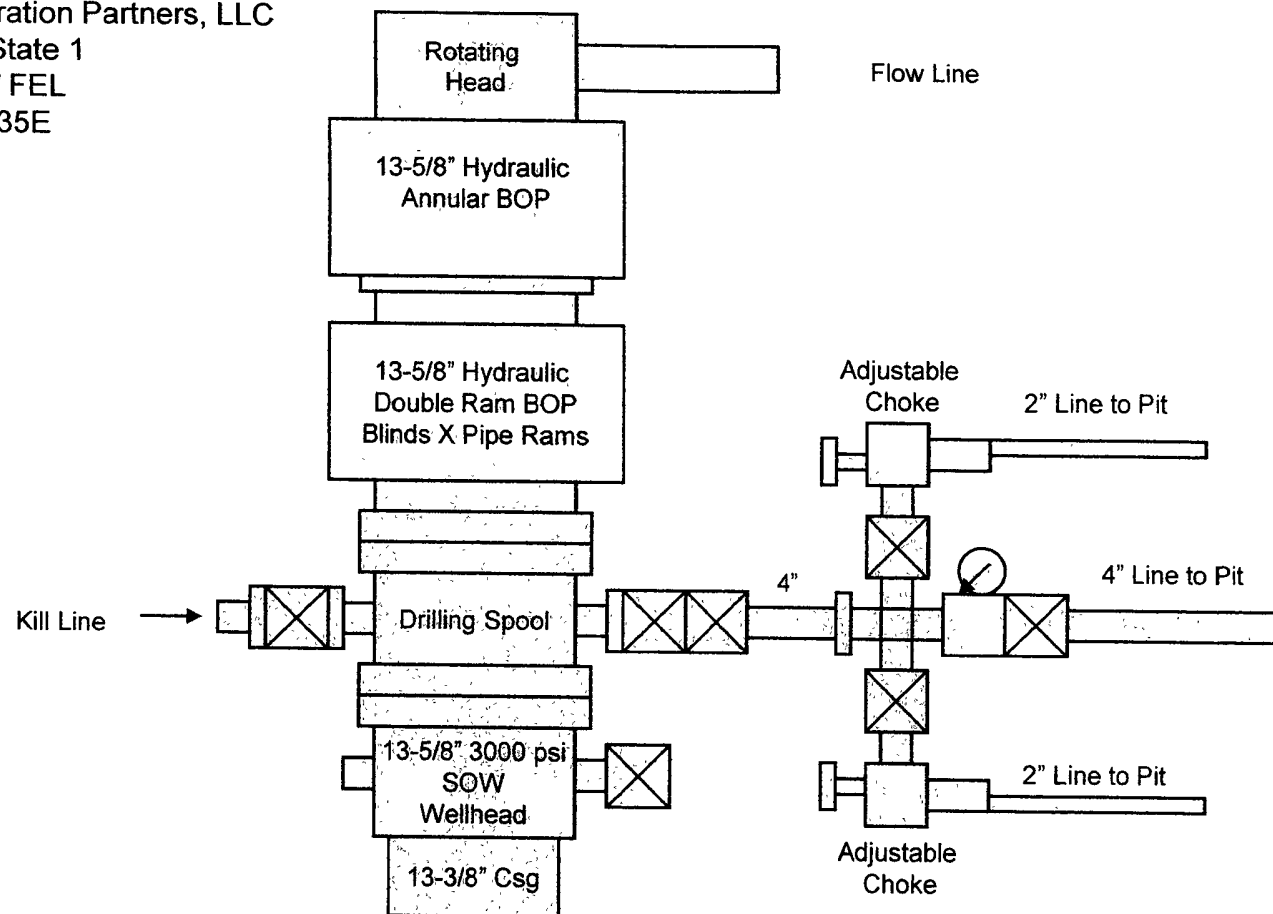 Partners, LLC
State 1
FEL
35E
Rotating
Head
Flow Line
13-5/8" Hydraulic
Annular BOP
13-5/8" Hydraulic
Double Ram BOP
Blinds X Pipe Rams
Adjustable
Choke
2" Line to Pit
4"
4" Line to Pit
Kill Line
Drilling Spool
13-5/8" 3000 psi
SOW
Wellhead
2" Line to Pit
13-3/8" Csg
Adjustable
Choke